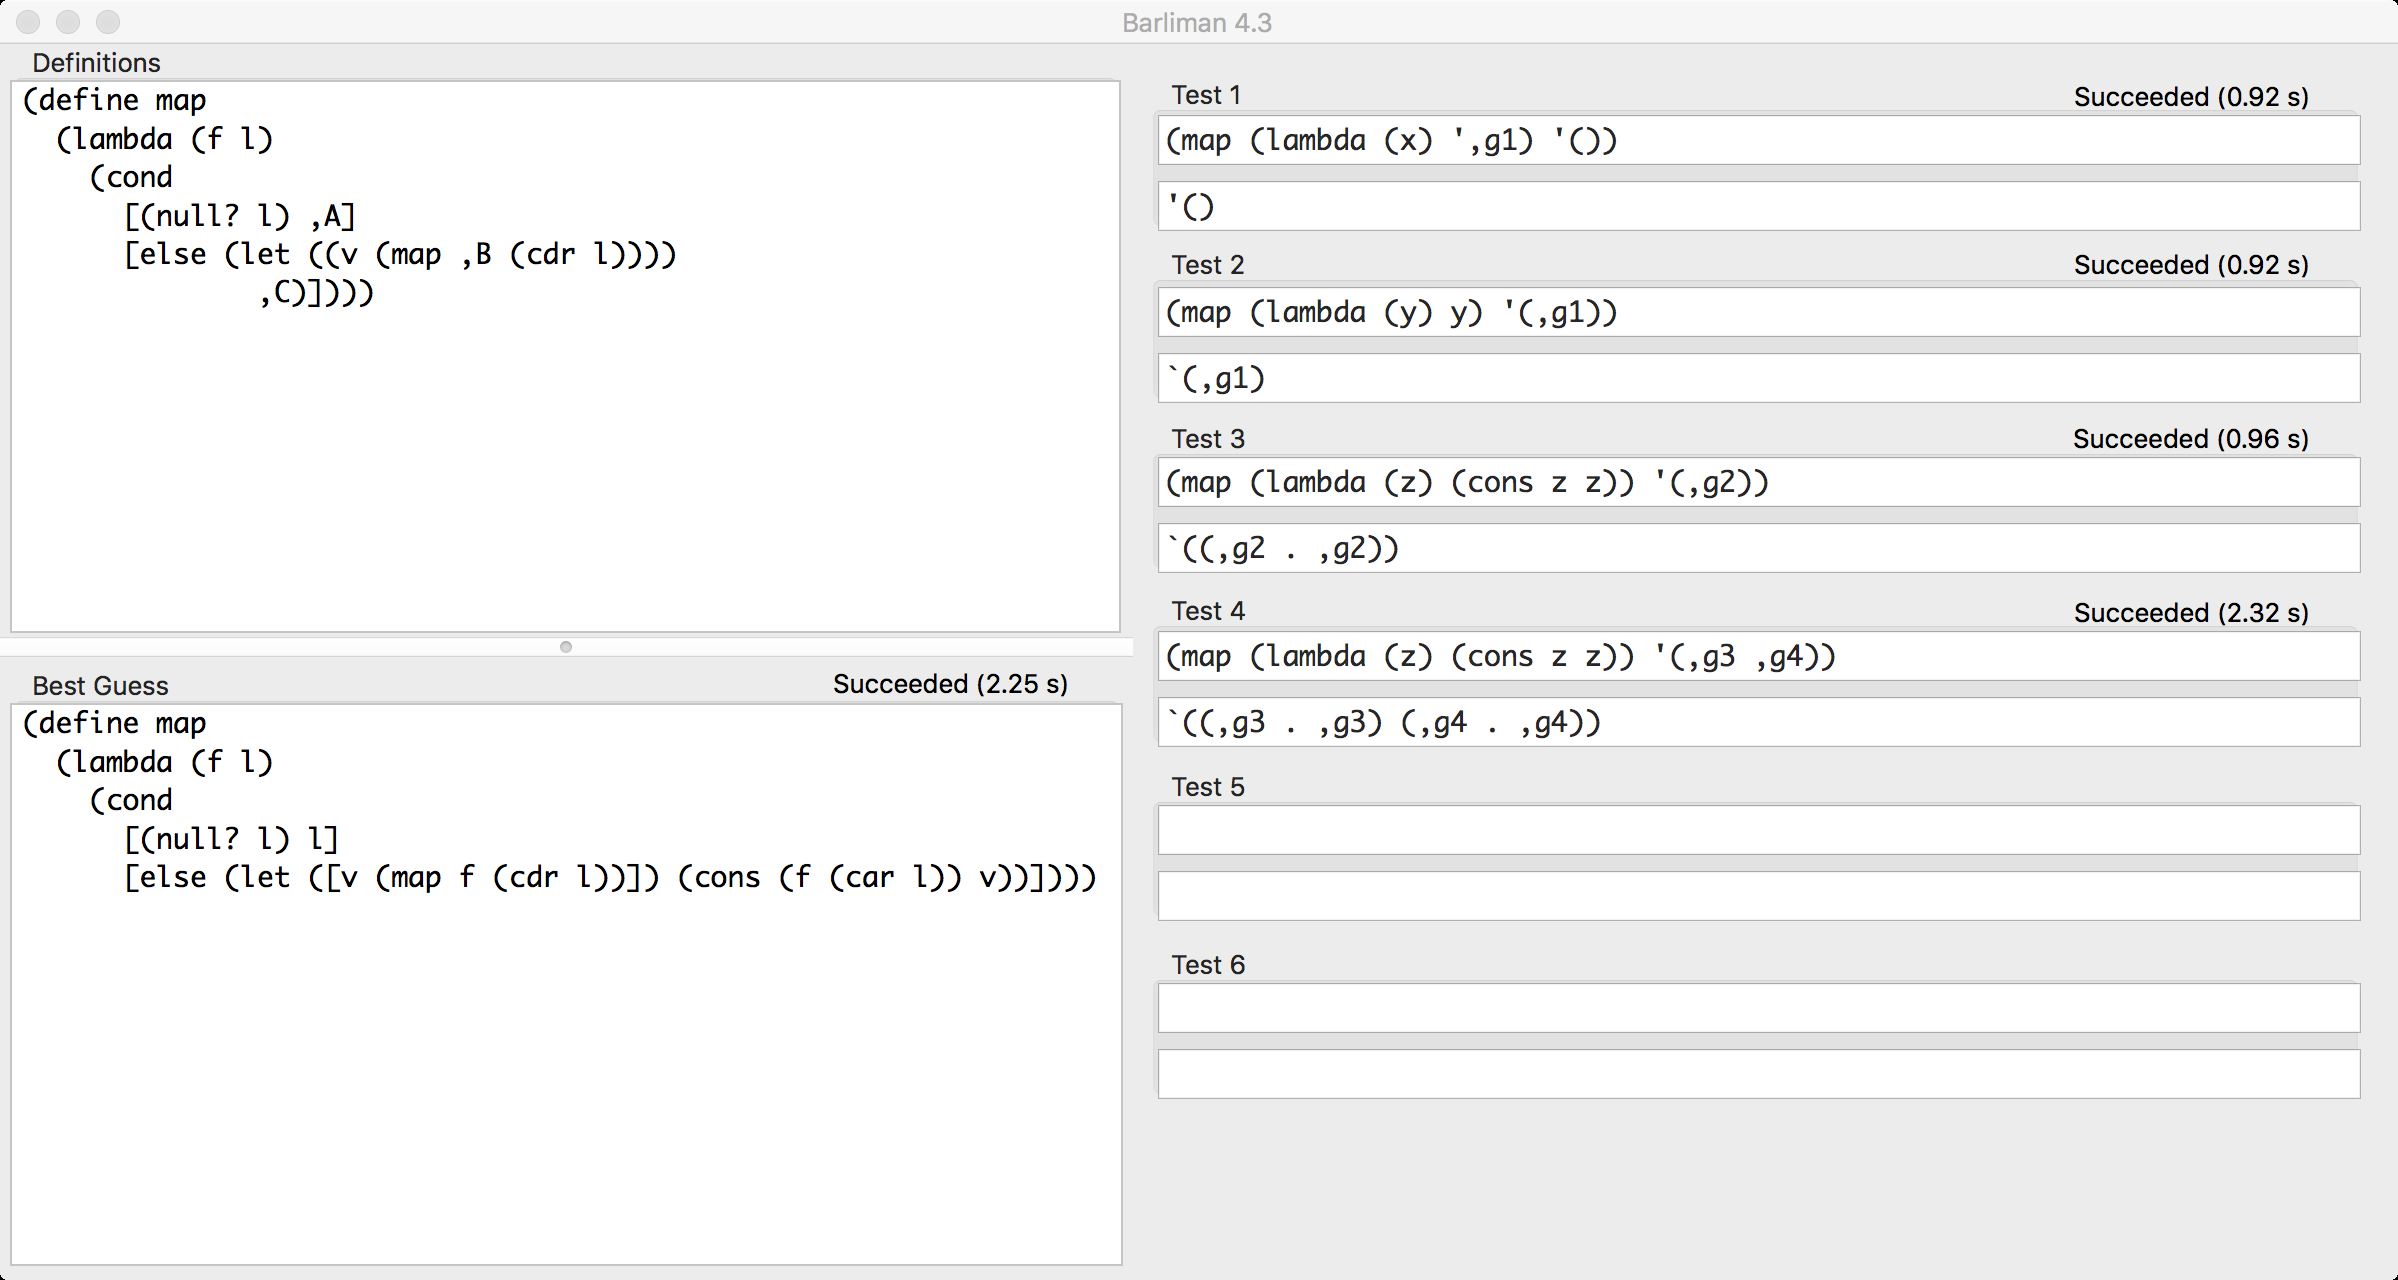 Barliman 4.3
Definitions
(define map
  (lambda (f l)
    (cond
      [(null? l) ,A]
      [else (let ((v (map ,B (cdr l))))
              ,C)])))
Best Guess
Succeeded (2.25 s)
(define map
  (lambda (f l)
    (cond
      [(null? l) l]
      [else (let ([v (map f (cdr l))]) (cons (f (car l)) v))])))
Test 1
Succeeded (0.92 s)
(map (lambda (x) ',g1) '())
'()
Test 2
Succeeded (0.92 s)
(map (lambda (y) y) '(,g1))
`(,g1)
Test 3
Succeeded (0.96 s)
(map (lambda (z) (cons z z)) '(,g2))
`((,g2 . ,g2))
Test 4
Succeeded (2.32 s)
(map (lambda (z) (cons z z)) '(,g3 ,g4))
`((,g3 . ,g3) (,g4 . ,g4))
Test 5
Test 6